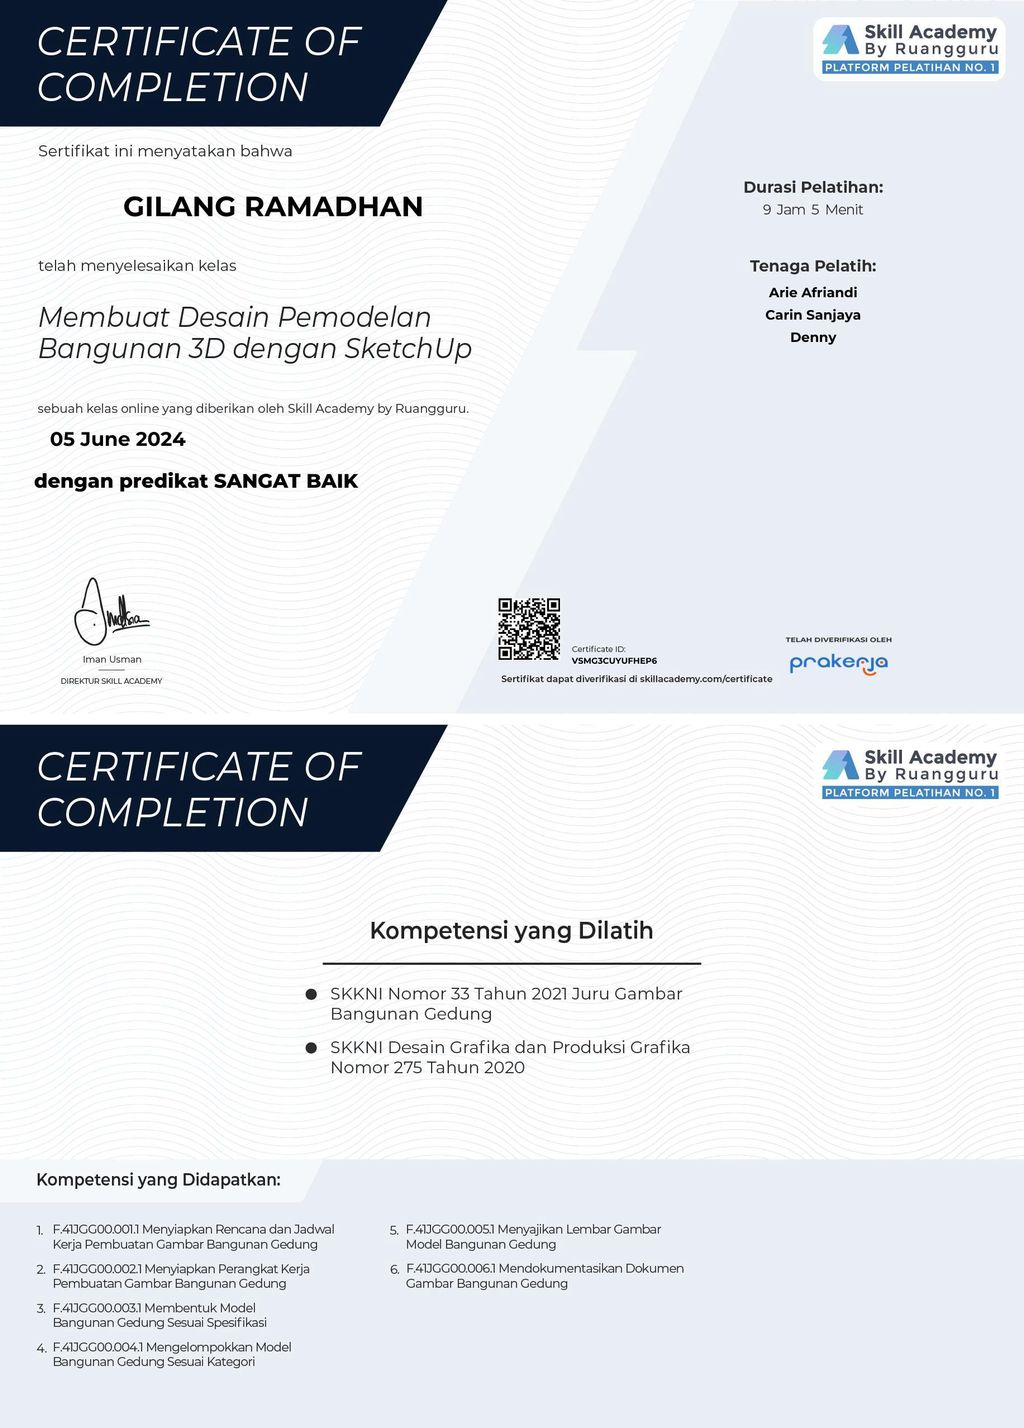 CERTIFICATE OF
COMPLETION
Skill Academy
By Ruangguru
PLATFORM PELATIHAN NO. 1
Sertifikat ini menyatakan bahwa
GILANG RAMADHAN
telah menyelesaikan kelas
Membuat Desain Pemodelan
Bangunan 3D dengan SketchUp
sebuah kelas online yang diberikan oleh Skill Academy by Ruangguru.
05 June 2024
dengan predikat SANGAT BAIK
Durasi Pelatihan:
9 Jam 5 Menit
Tenaga Pelatih:
Arie Afriandi
Carin Sanjaya
Denny
Iman Usman
DIREKTUR SKILL ACADEMY
Certificate ID:
VSMG3CUYUFHEP6
Sertifikat dapat diverifikasi di skillacademy.com/certificate
TELAH DIVERIFIKASI OLEH
prakerja
CERTIFICATE OF
COMPLETION
Skill Academy
By Ruangguru
PLATFORM PELATIHAN NO. 1
Kompetensi yang Dilatih
● SKKNI Nomor 33 Tahun 2021 Juru Gambar
Bangunan Gedung
● SKKNI Desain Grafika dan Produksi Grafika
Nomor 275 Tahun 2020
Kompetensi yang Didapatkan:
1. F.41JGG00.001.1 Menyiapkan Rencana dan Jadwal
Kerja Pembuatan Gambar Bangunan Gedung
2. F.41JGG00.002.1 Menyiapkan Perangkat Kerja
Pembuatan Gambar Bangunan Gedung
3. F.41JGG00.003.1 Membentuk Model
Bangunan Gedung Sesuai Spesifikasi
4. F.41JGG00.004.1 Mengelompokkan Model
Bangunan Gedung Sesuai Kategori
5. F.41JGG00.005.1 Menyajikan Lembar Gambar
Model Bangunan Gedung
6. F.41JGG00.006.1 Mendokumentasikan Dokumen
Gambar Bangunan Gedung